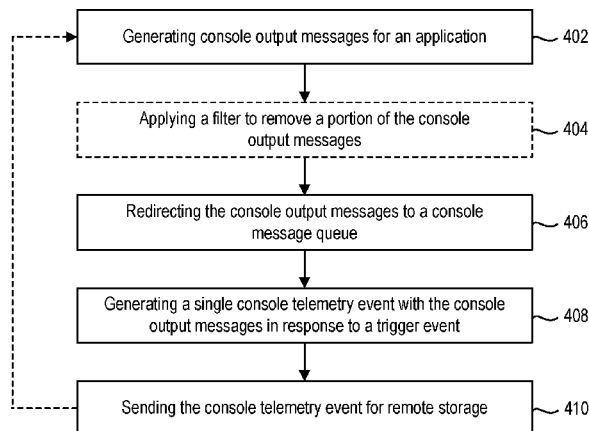 Generating console output messages for an application
402
Applying a filter to remove a portion of the console
output messages
404
Redirecting the console output messages to a console
message queue
406
Generating a single console telemetry event with the console
output messages in response to a trigger event
408
Sending the console telemetry event for remote storage
410